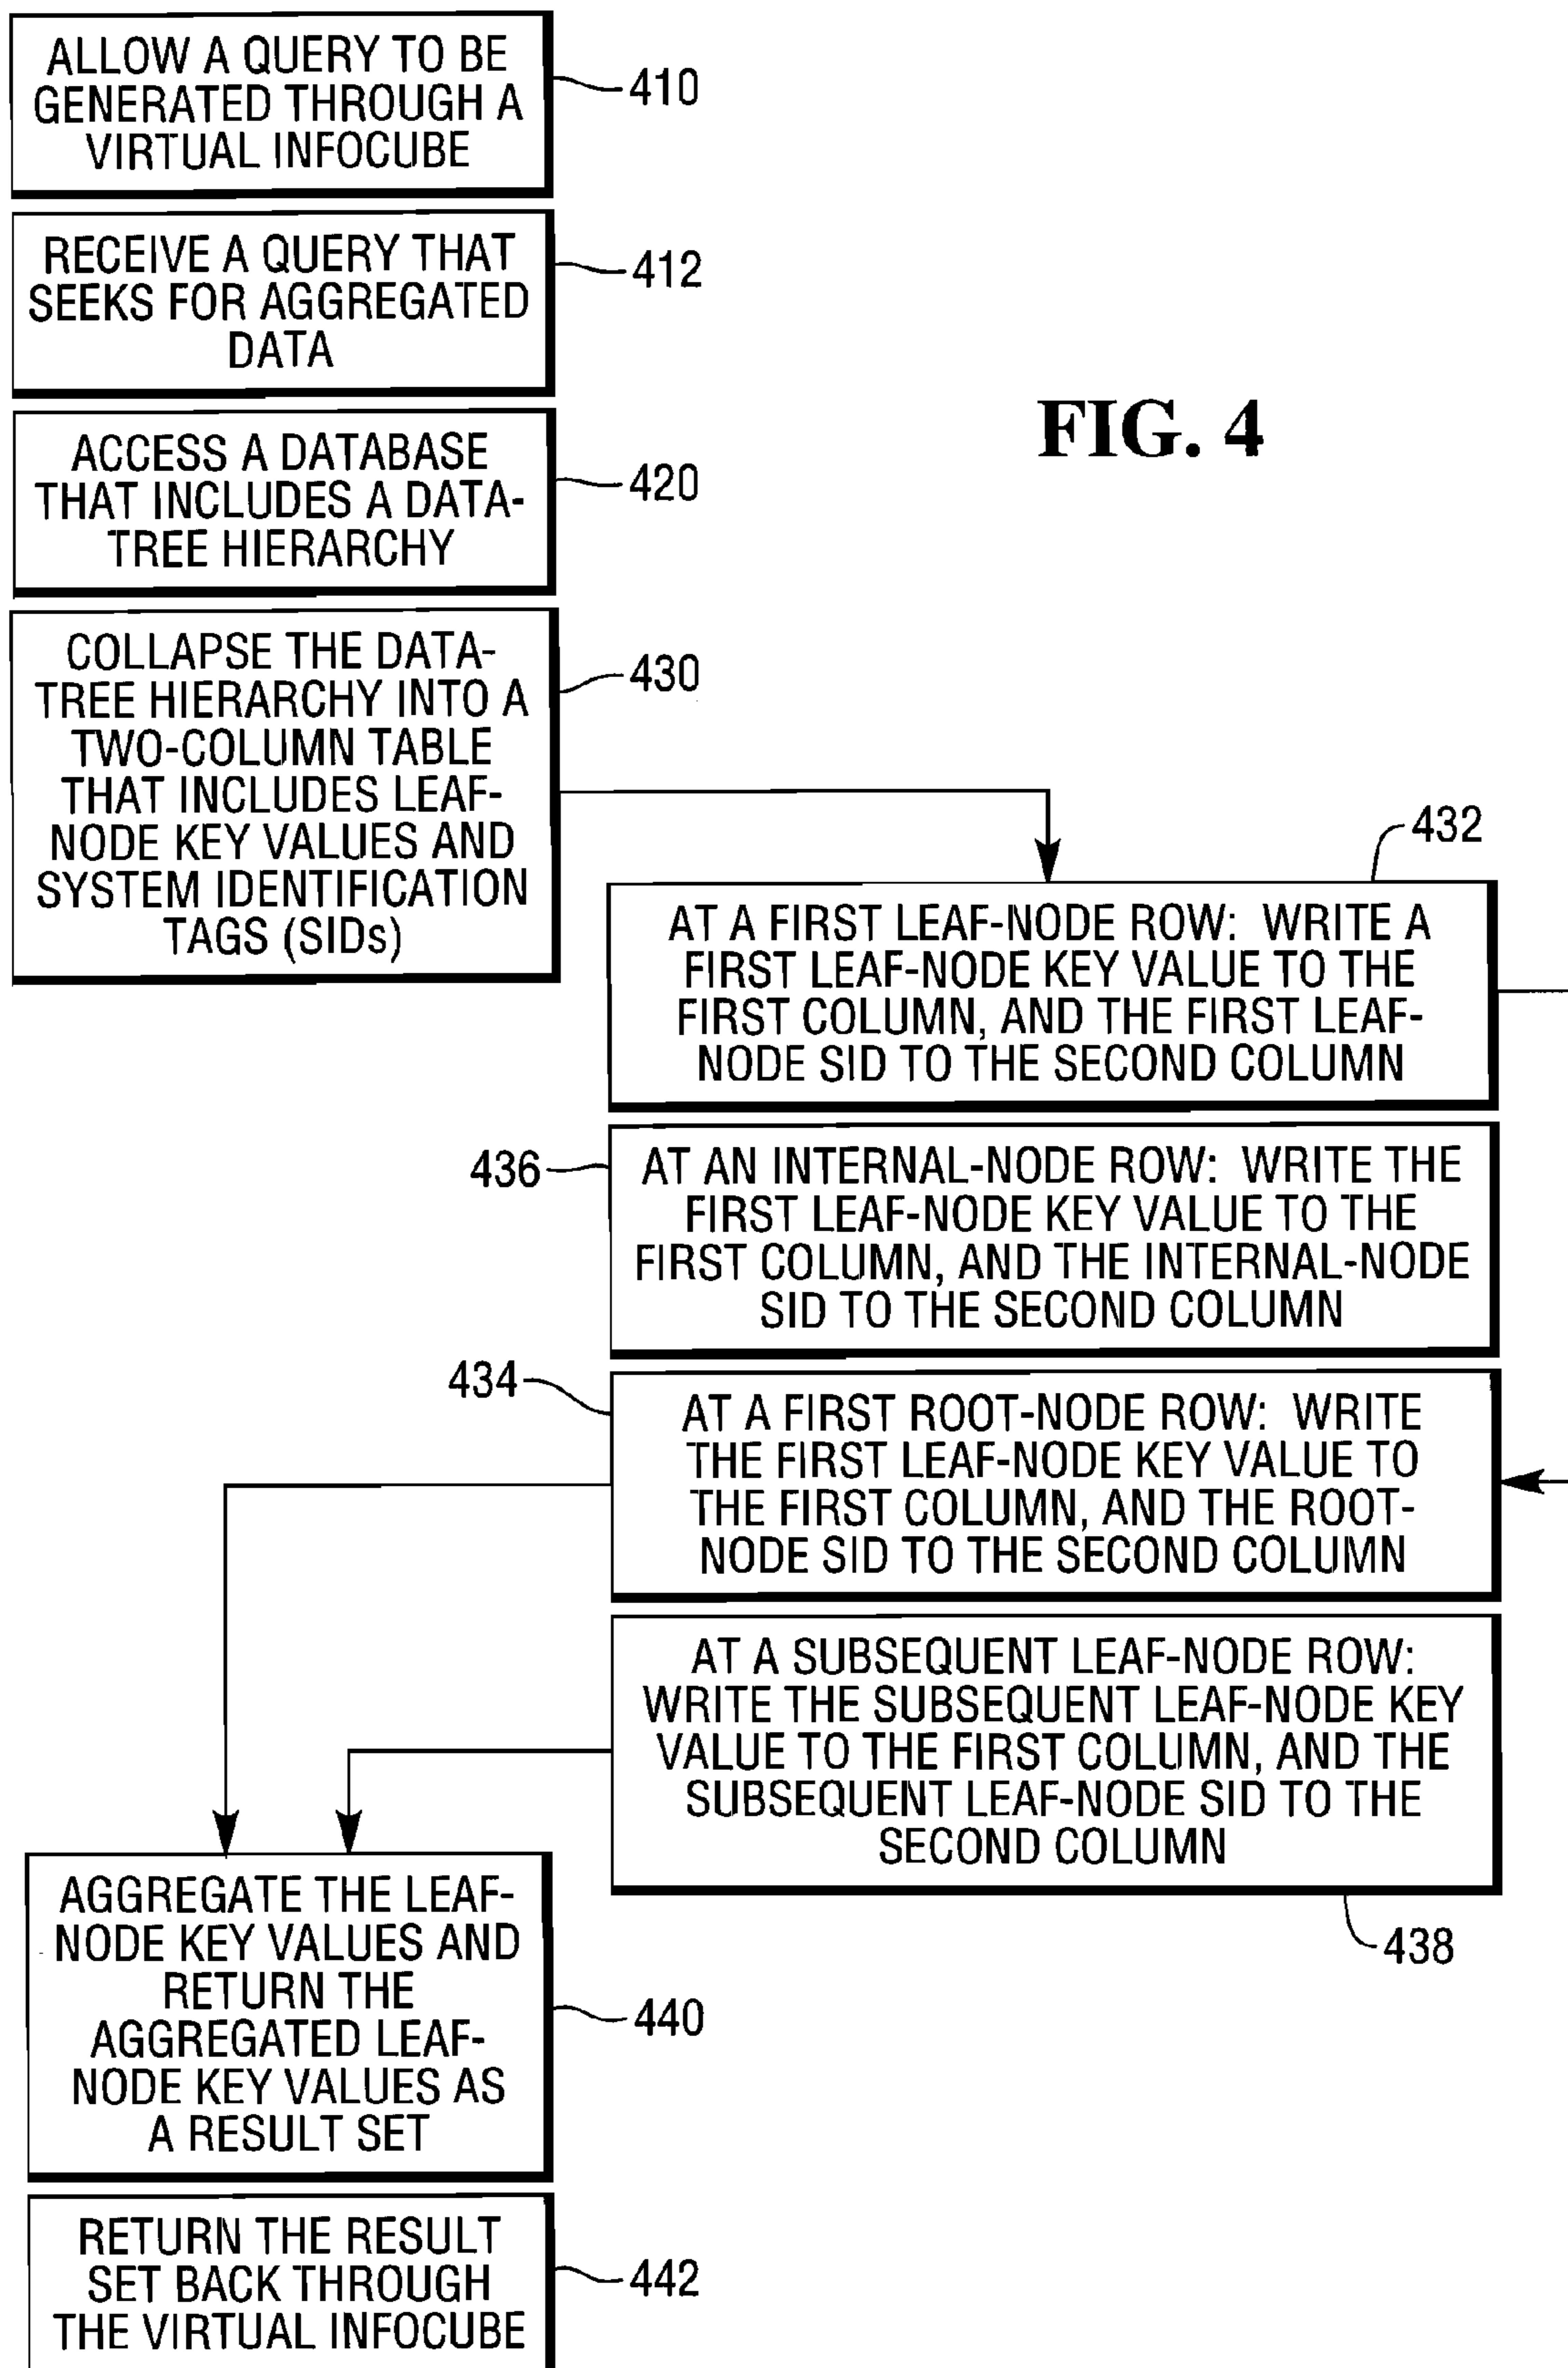 ALLOW A QUERY TO BE
GENERATED THROUGH A
VIRTUAL INFOCUBE
410
RECEIVE A QUERY THAT
SEEKS FOR AGGREGATED
DATA
412
FIG. 4
ACCESS A DATABASE
THAT INCLUDES A DATA-
TREE HIERARCHY
420
COLLAPSE THE DATA-
TREE HIERARCHY INTO A
TWO-COLUMN TABLE
THAT INCLUDES LEAF-
NODE KEY VALUES AND
SYSTEM IDENTIFICATION
TAGS (SIDs)
430
432
AT A FIRST LEAF-NODE ROW: WRITE A
FIRST LEAF-NODE KEY VALUE TO THE
FIRST COLUMN, AND THE FIRST LEAF-
NODE SID TO THE SECOND COLUMN
436
AT AN INTERNAL-NODE ROW: WRITE THE
FIRST LEAF-NODE KEY VALUE TO THE
FIRST COLUMN, AND THE INTERNAL-NODE
SID TO THE SECOND COLUMN
434
AT A FIRST ROOT-NODE ROW: WRITE
THE FIRST LEAF-NODE KEY VALUE TO
THE FIRST COLUMN, AND THE ROOT-
NODE SID TO THE SECOND COLUMN
AT A SUBSEQUENT LEAF-NODE ROW:
WRITE THE SUBSEQUENT LEAF-NODE KEY
VALUE TO THE FIRST COLUMN, AND THE
SUBSEQUENT LEAF-NODE SID TO THE
SECOND COLUMN
438
AGGREGATE THE LEAF-
NODE KEY VALUES AND
RETURN THE
AGGREGATED LEAF-
NODE KEY VALUES AS
A RESULT SET
440
RETURN THE RESULT
SET BACK THROUGH
THE VIRTUAL INFOCUBE
442